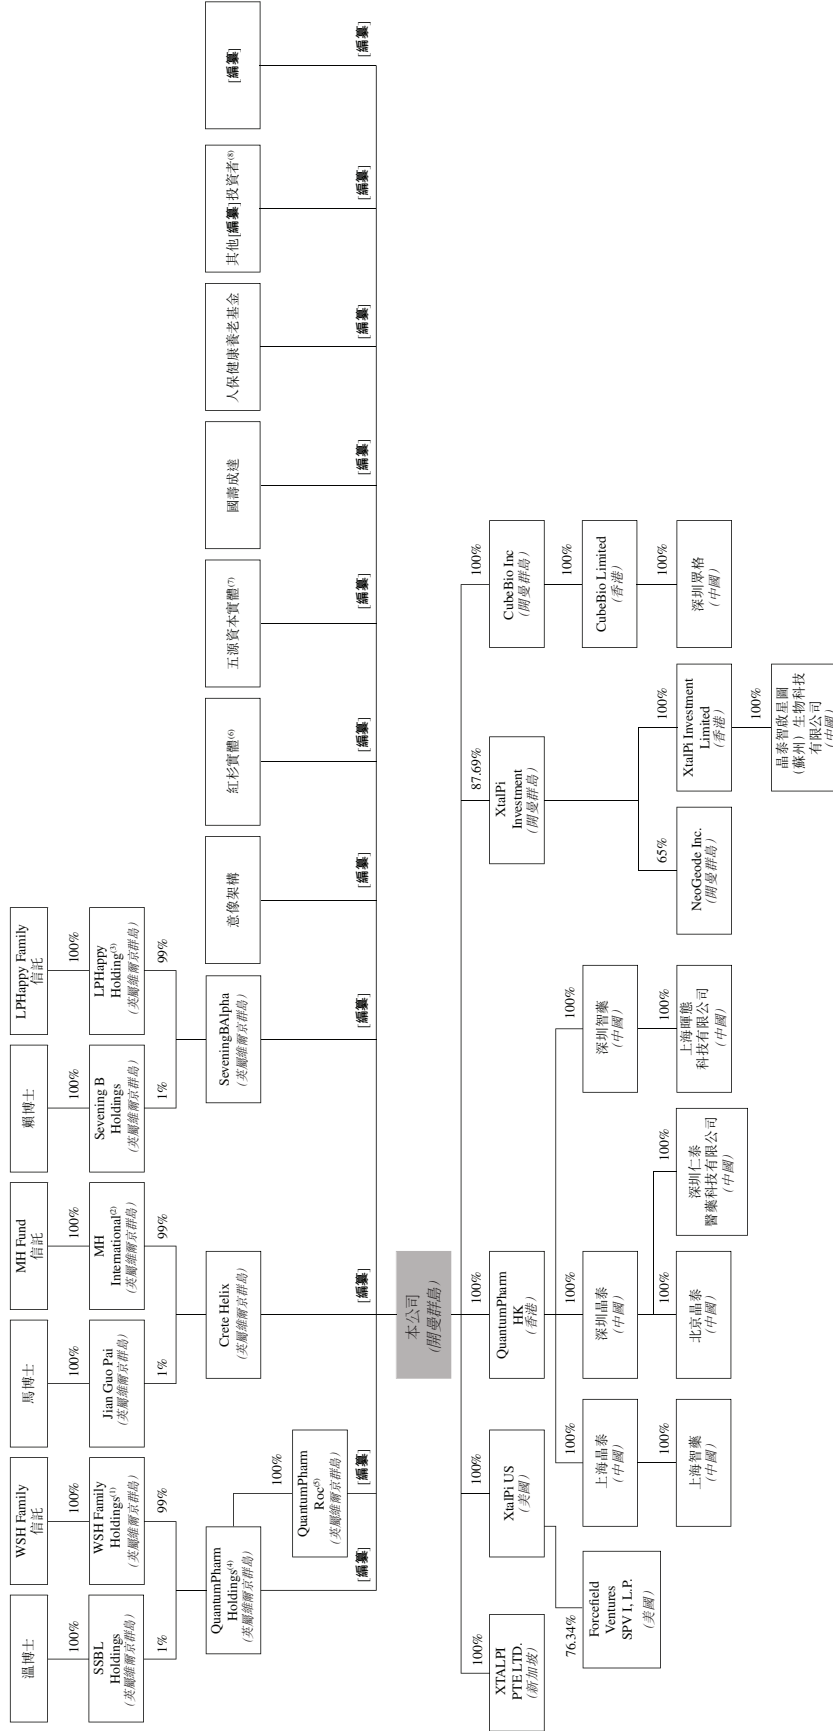 溫博士
WSH Family
信託
馬博士
MH Fund
信託
賴博士
LPHappy Family
信託
100%
100%
100%
100%
100%
100%
SSBL
Holdings
(英屬維爾京群島)
WSH Family
Holdings(1)
(英屬維爾京群島)
Jian Guo Pai
(英屬維爾京群島)
MH
International(2)
(英屬維爾京群島)
Sevening B
Holdings
(英屬維爾京群島)
LPHappy
Holding(3)
(英屬維爾京群島)
1%
99%
1%
99%
1%
99%
QuantumPharm
Holdings(4)
(英屬維爾京群島)
Crete Helix
(英屬維爾京群島)
SeveningBAlpha
(英屬維爾京群島)
意像架構
紅杉實體(6)
五源資本實體(7)
國壽成達
人保健康養老基金
其他[編纂]投資者(8)
[編纂]
100%
QuantumPharm
Roc(5)
(英屬維爾京群島)
[編纂]
[編纂]
[編纂]
[編纂]
[編纂]
[編纂]
[編纂]
[編纂]
[編纂]
[編纂]
[編纂]
本公司
(開曼群島)
100%
100%
100%
87.69%
100%
XTALPI
PTE LTD.
(新加坡)
XtalPi US
(美國)
QuantumPharm
HK
(香港)
XtalPi
Investment
(開曼群島)
CubeBio Inc
(開曼群島)
76.34%
100%
100%
100%
100%
Forcefield
Ventures
SPV I, L.P.
(美國)
上海晶泰
(中國)
深圳晶泰
(中國)
深圳智藥
(中國)
CubeBio Limited
(香港)
100%
100%
100%
100%
65%
100%
100%
上海智藥
(中國)
北京晶泰
(中國)
深圳仁泰
醫藥科技有限公司
(中國)
上海暉態
科技有限公司
(中國)
NeoGeode Inc.
(開曼群島)
XtalPi Investment
Limited
(香港)
深圳眾格
(中國)
100%
晶泰智啟星圖
(蘇州)生物科技
有限公司
(中國)